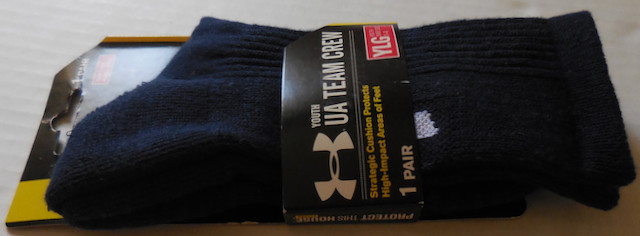 YOUTH
UA TEAM CREW
YLG
Strategic Cushion Protects
High-Impact Areas of Feet
1 PAIR
PROTECT THIS HOUSE